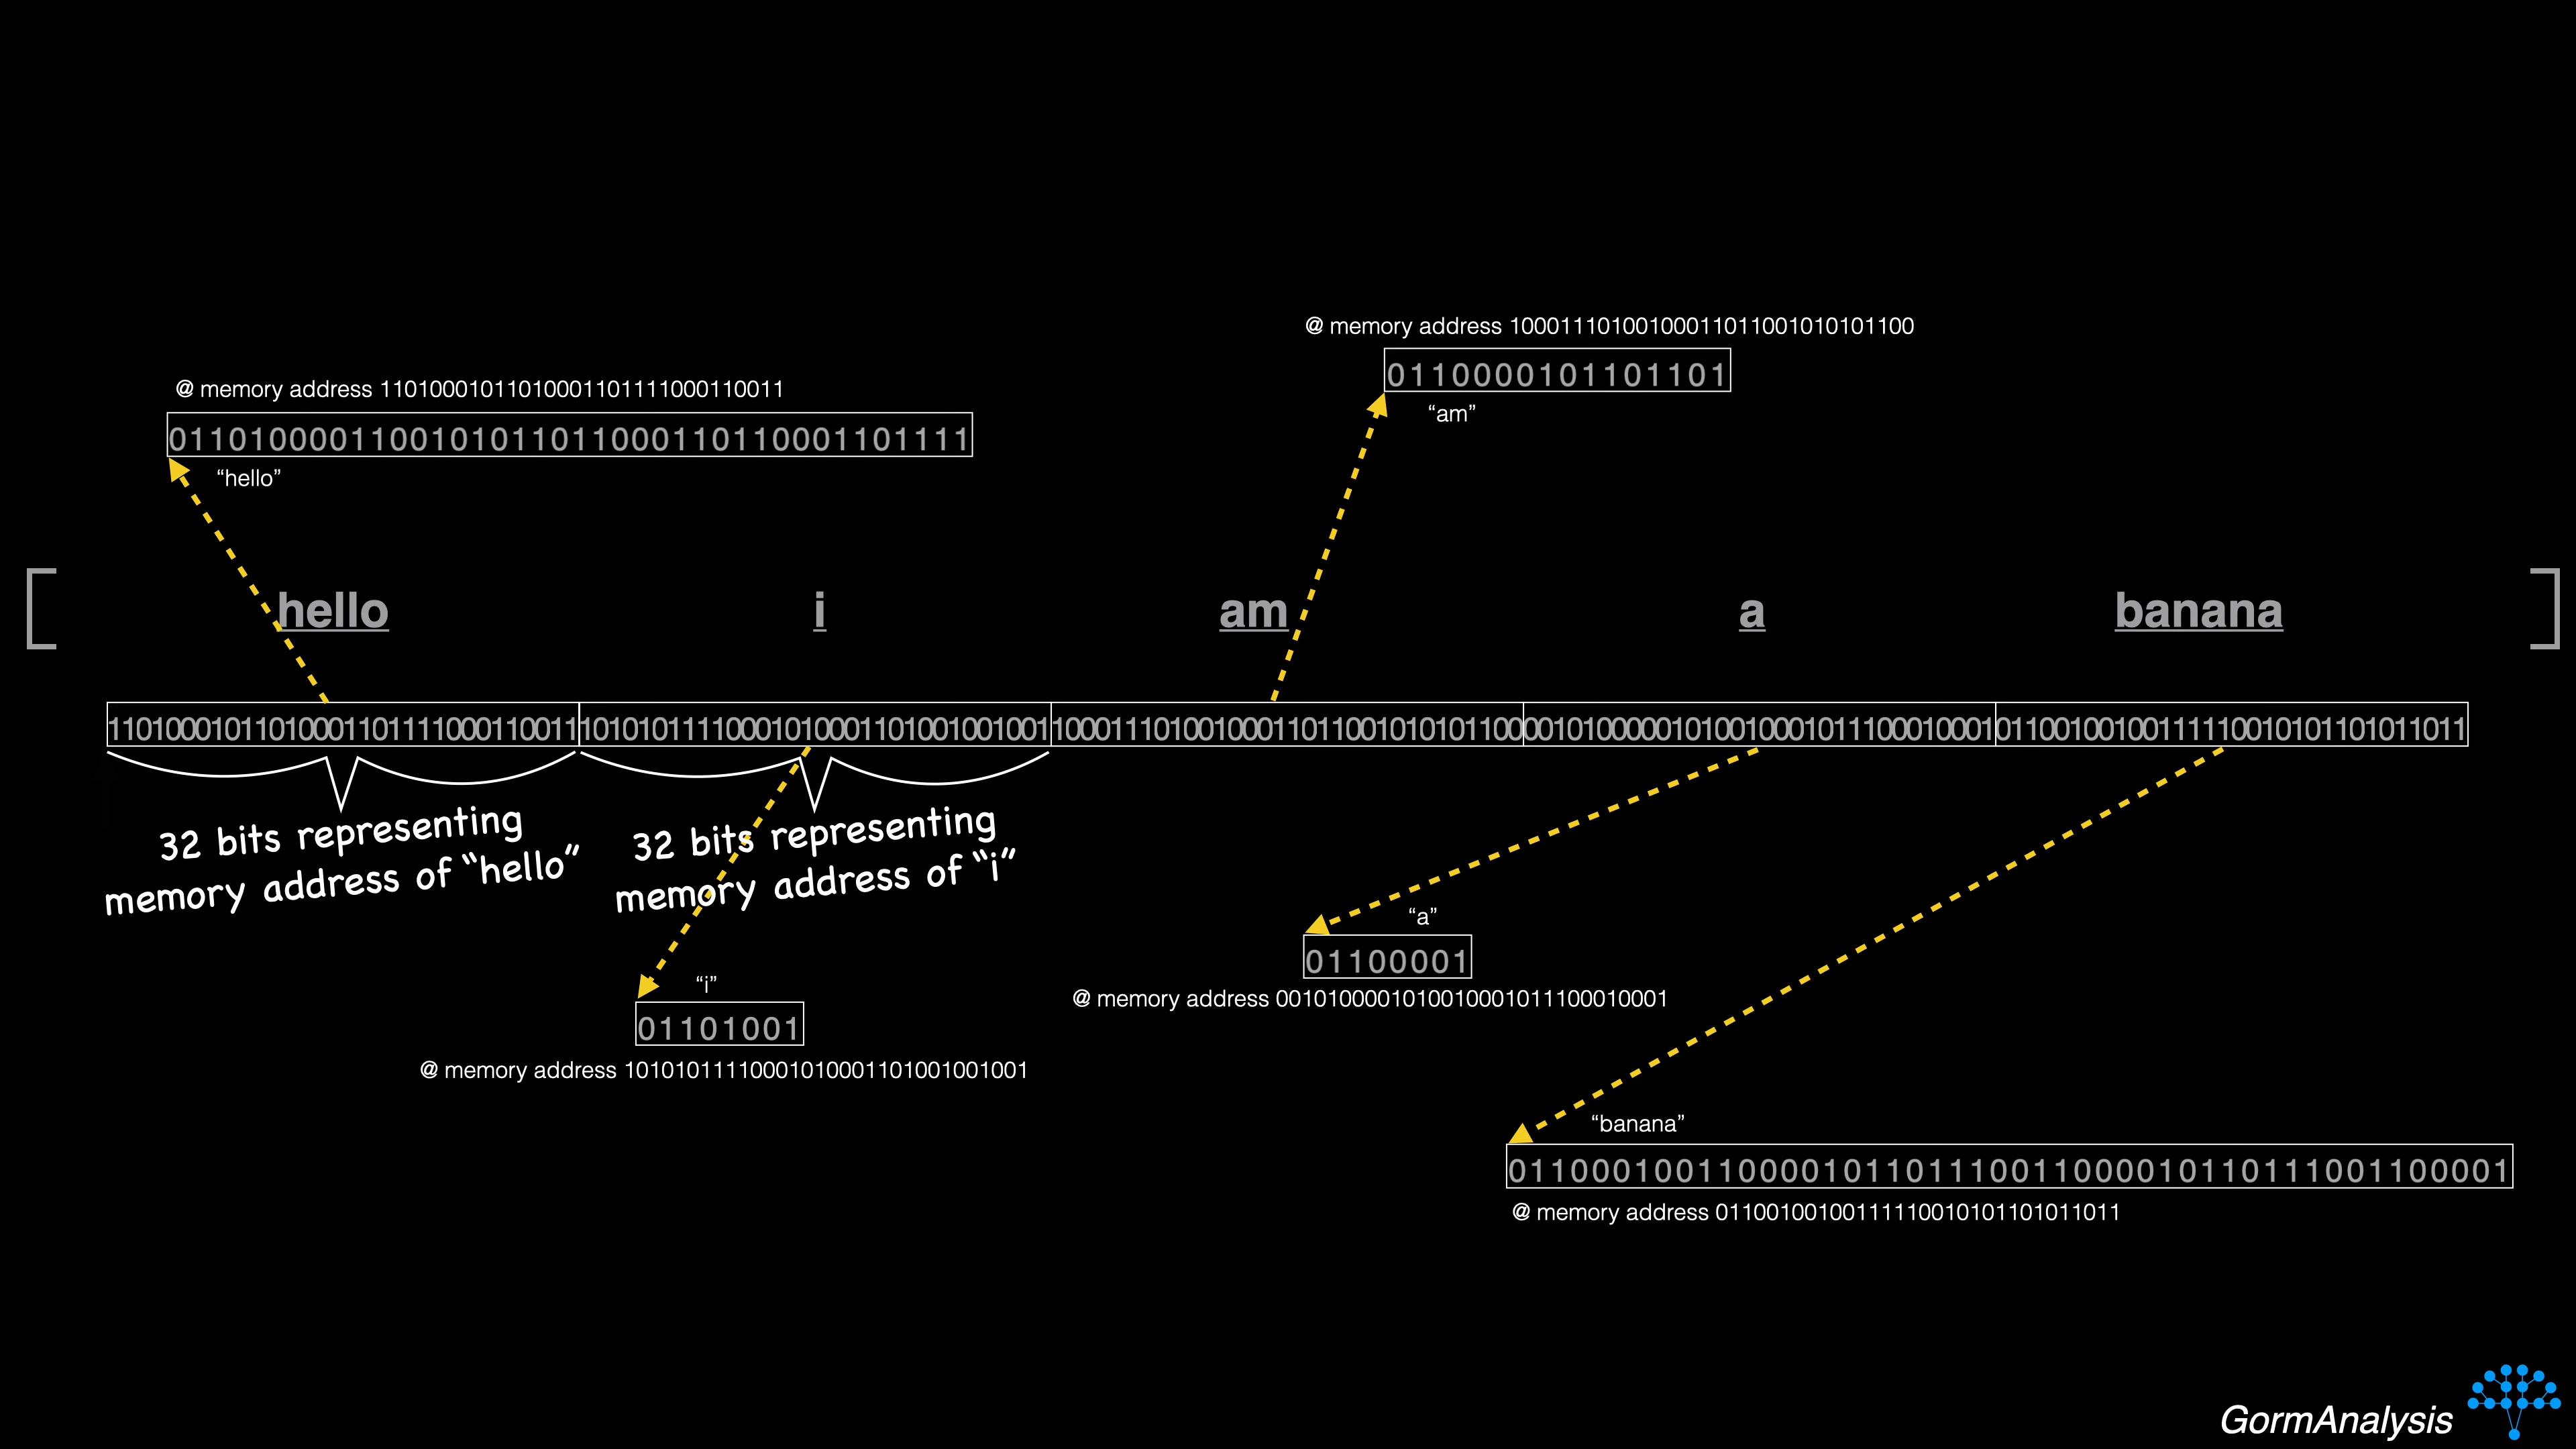 @ memory address 10001110100100011011001010101100
0110000101101101
“am”
@ memory address 11010001011010001101111000110011
0110100001100101011011000110110001101111
“hello”
[ hello i am a banana ]
11010001011010001101111000110011 10101011110001010001101001001001 10001110100100011011001010101100 00101000001010010001011100010001 01100100100111110010101101011011
32 bits representing
memory address of “hello”
32 bits representing
memory address of “i”
“a”
01100001
@ memory address 0010100001010010001011100010001
“i”
01101001
@ memory address 10101011110001010001101001001001
“banana”
011000100110000101101110011000010110111001100001
@ memory address 01100100100111110010101101011011
GormAnalysis